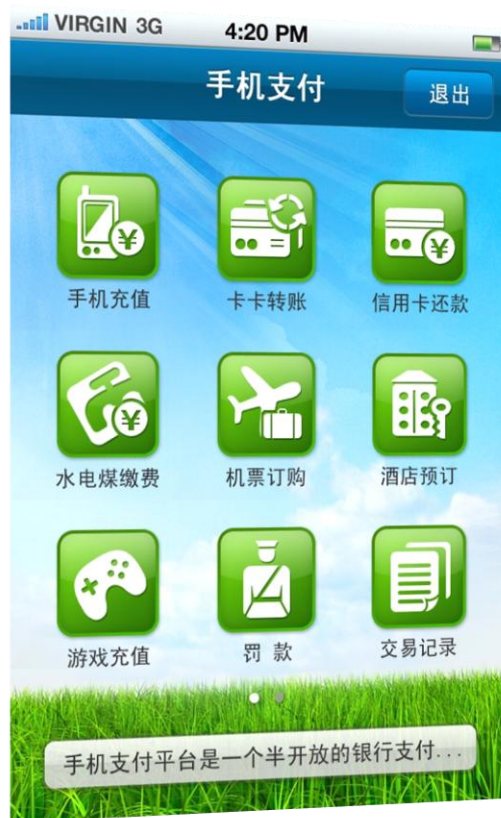 VIRGIN 3G 4:20 PM
手机支付 退出
手机充值 卡卡转账 信用卡还款
水电煤缴费 机票订购 酒店预订
游戏充值 罚 款 交易记录
手机支付平台是一个半开放的银行支付...